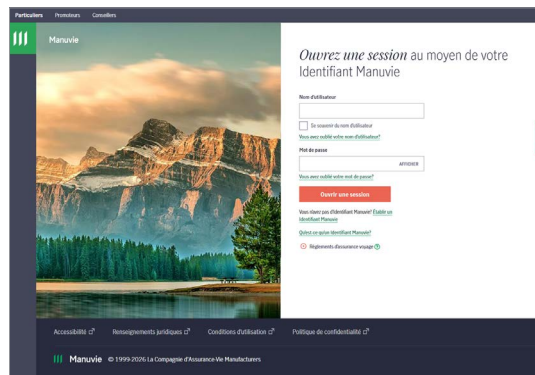 Particuliers Promoteurs Conseillers
Manuvie
Ouvrez une session au moyen de votre
Identifiant Manuvie
Nom d'utilisateur
Se souvenir du nom d'utilisateur
Vous avez oublié votre nom d'utilisateur?
Mot de passe
AFFICHER
Vous avez oublié votre mot de passe?
Ouvrir une session
Vous n'avez pas d'identifiant Manuvie? Établir un
Identifiant Manuvie
Qu'est ce qu'un Identifiant Manuvie?
Règlements d'assurance voyage
Accessibilité Renseignements juridiques Conditions d'utilisation Politique de confidentialité
Manuvie © 1999-2026 La Compagnie d'Assurance-Vie Manufacturers